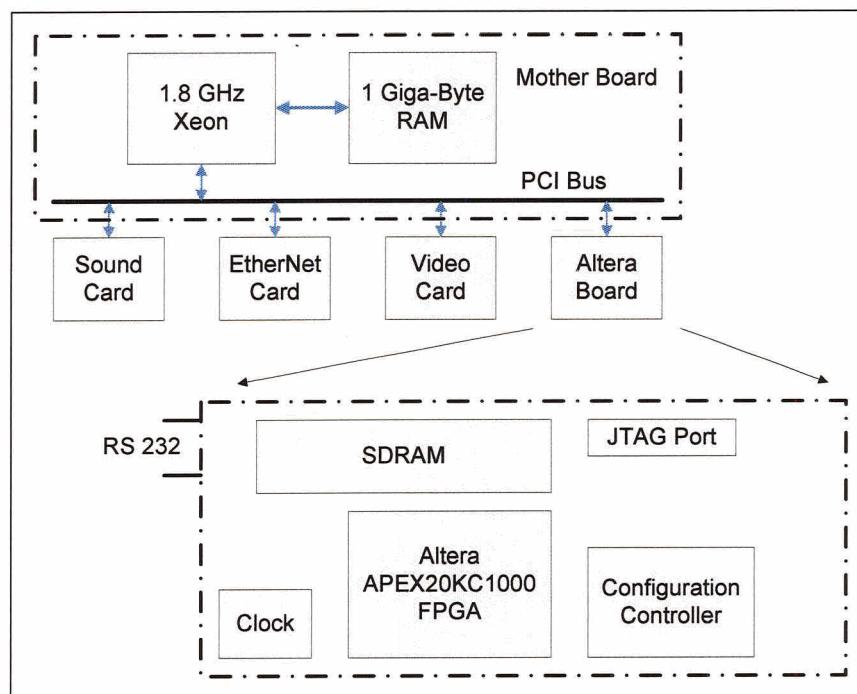 1.8 GHz
Xeon
1 Giga-Byte
RAM
Mother Board
PCI Bus
Sound
Card
EtherNet
Card
Video
Card
Altera
Board
RS 232
SDRAM
JTAG Port
Altera
APEX20KC1000
FPGA
Configuration
Controller
Clock